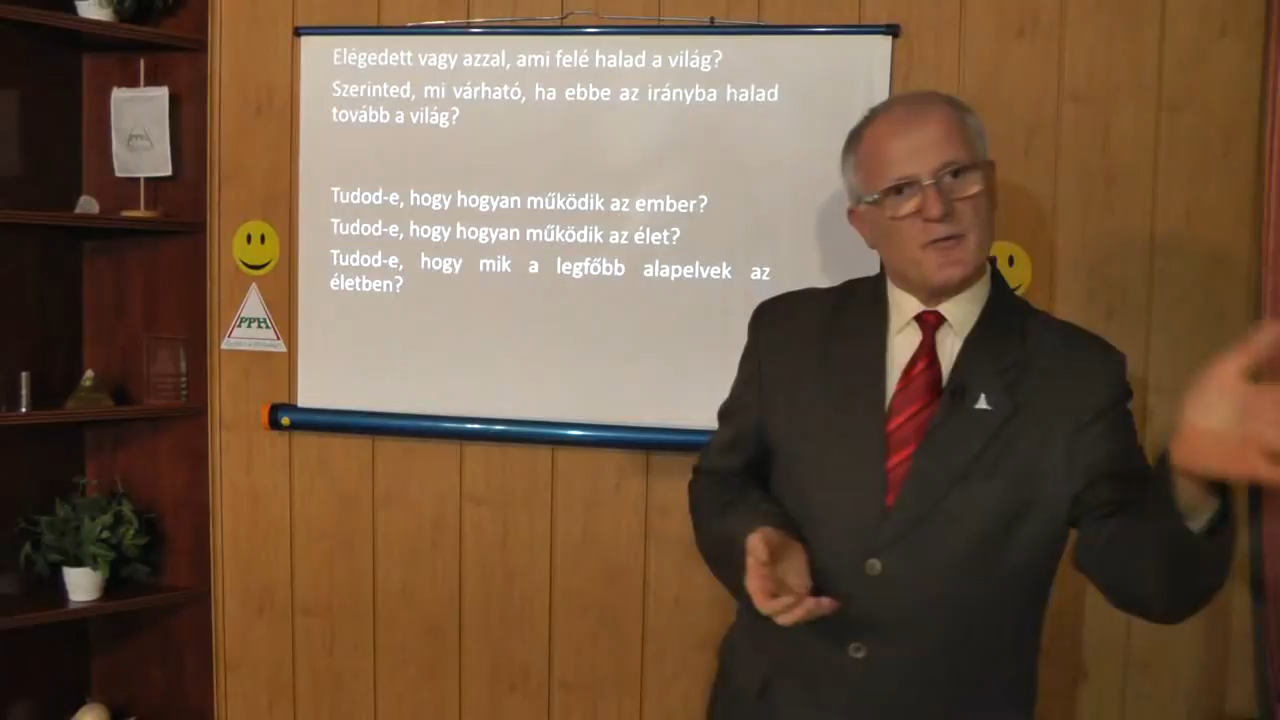 Elégedett vagy azzal, ami felé halad a világ?
Szerinted, mi várható, ha ebbe az irányba halad
tovább a világ?
Tudod-e, hogy hogyan működik az ember?
Tudod-e, hogy hogyan működik az élet?
Tudod-e, hogy mik a legfőbb alapelvek az
életben?
PPH